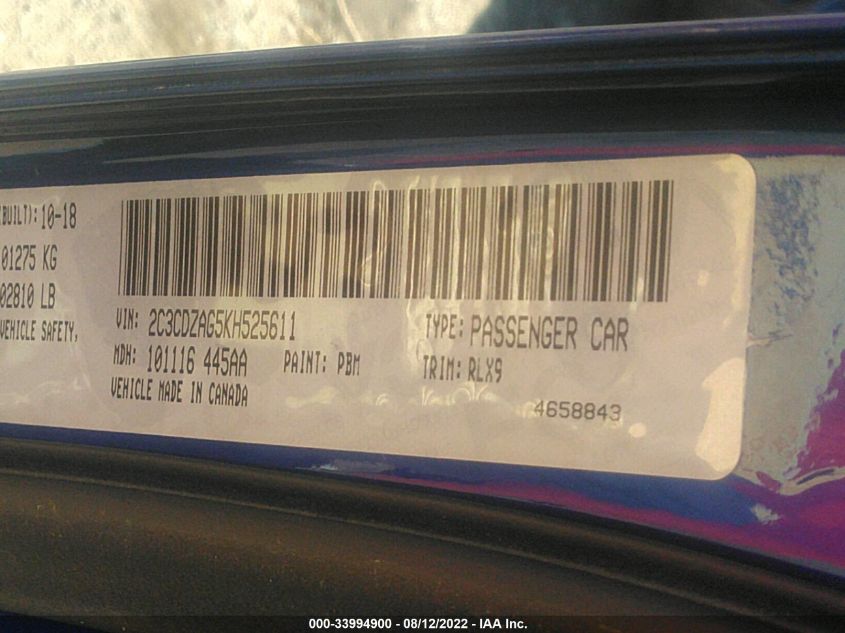 (BUILT): 10-18
01275 KG
02810 LB
VEHICLE SAFETY,
VIN: 2C3CDZAG5KH525611
TYPE: PASSENGER CAR
MDH: 101116 445AA
PAINT: PBM
TRIM: RLX9
VEHICLE MADE IN CANADA
4658843
000-33994900 - 08/12/2022 - IAA Inc.